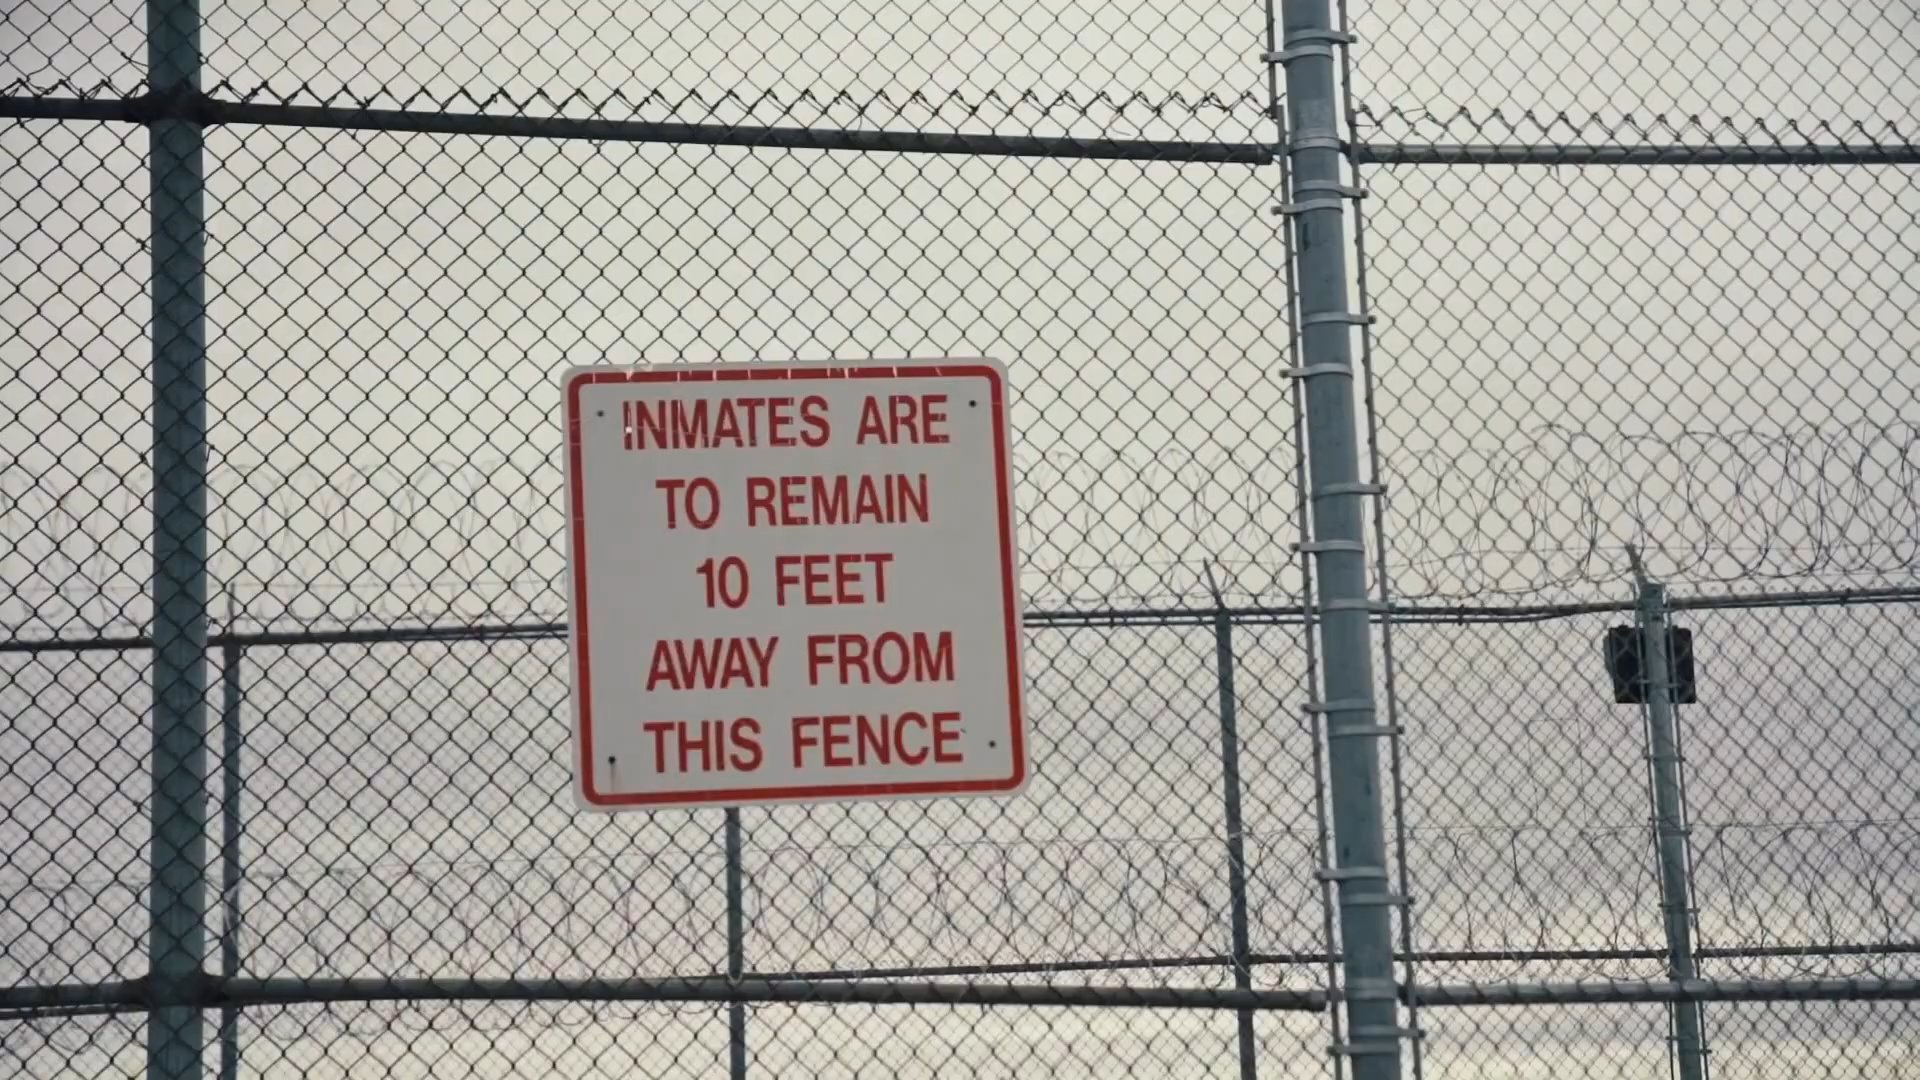 INMATES ARE
TO REMAIN
10 FEET
AWAY FROM
THIS FENCE